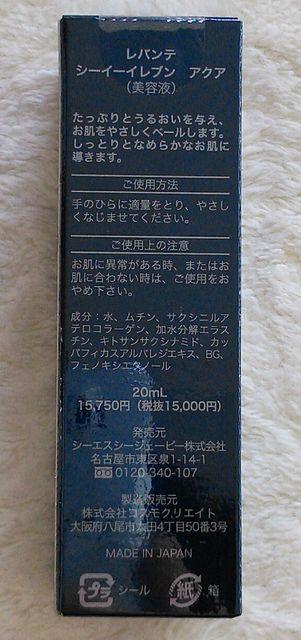 レバンテ
シーイーイレブン アクア
（美容液）
たっぷりとうるおいを与え、
お肌をやさしくベールします。
しっとりとなめらかなお肌に
導きます。
ご使用方法
手のひらに適量をとり、やさし
くなじませてください。
ご使用上の注意
お肌に異常がある時、またはお
肌に合わない時は、ご使用をお
やめ下さい。
成分：水、ムチン、サクシニルア
テロコラーゲン、加水分解エラス
チン、キトサンサクシナミド、カッ
パフィカスアルバレジエキス、BG、
フェノキシエタノール
20mL
15,750円（税抜15,000円）
発売元
シーエスシージェーピー株式会社
名古屋市東区泉1-14-1
0120-340-107
製造販売元
株式会社コスモクリエイト
大阪府八尾市太田4丁目50番3号
MADE IN JAPAN
プラ シール 紙 箱